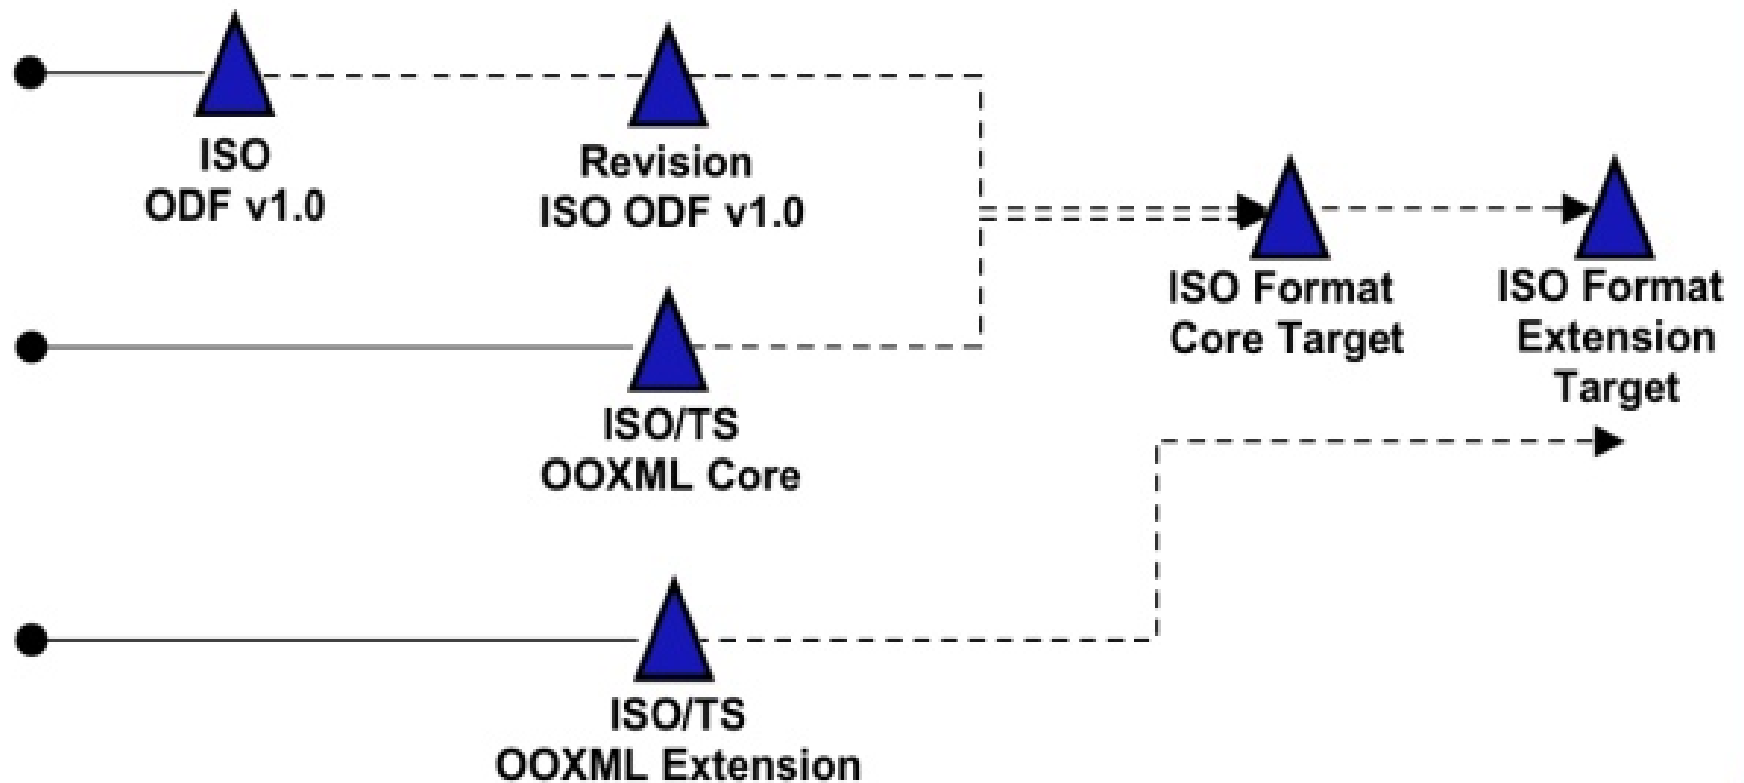 ISO
ODF v1.0
Revision
ISO ODF v1.0
ISO Format
Core Target
ISO Format
Extension
Target
ISO/TS
OOXML Core
ISO/TS
OOXML Extension